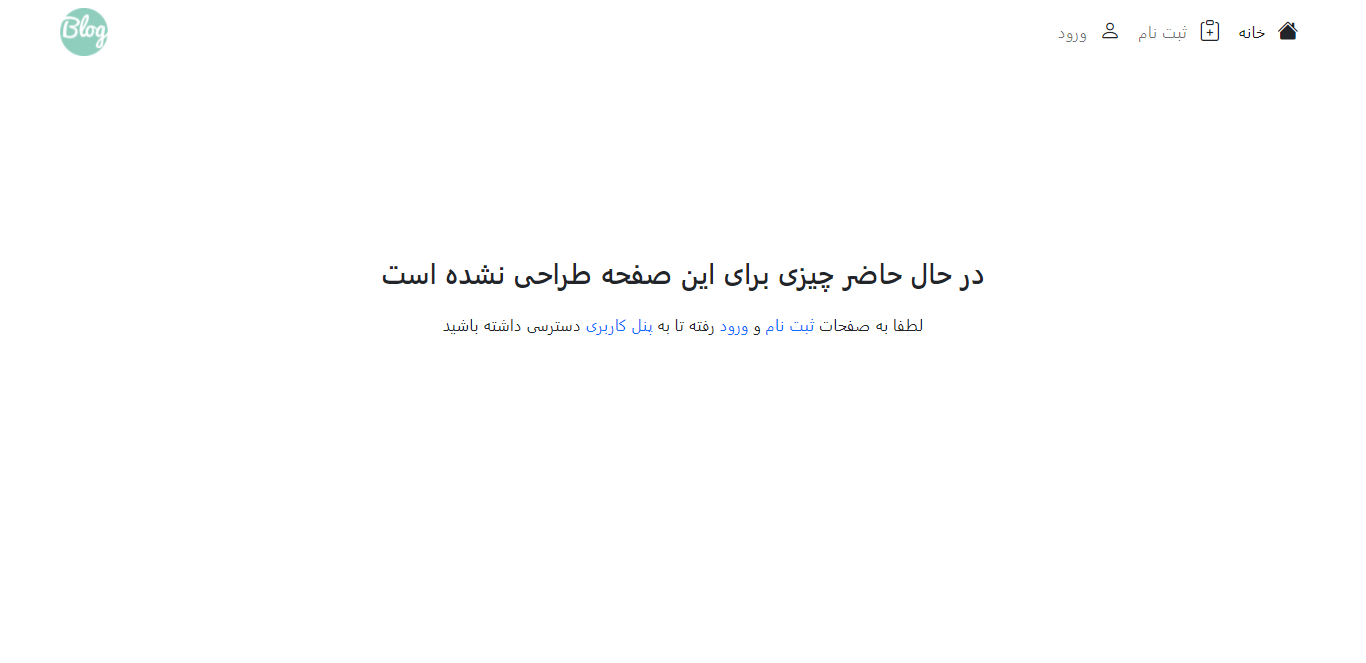 خانه
ثبت نام
ورود
Blog
در حال حاضر چیزی برای این صفحه طراحی نشده است
لطفا به صفحات ثبت نام و ورود رفته تا به پنل کاربری دسترسی داشته باشید